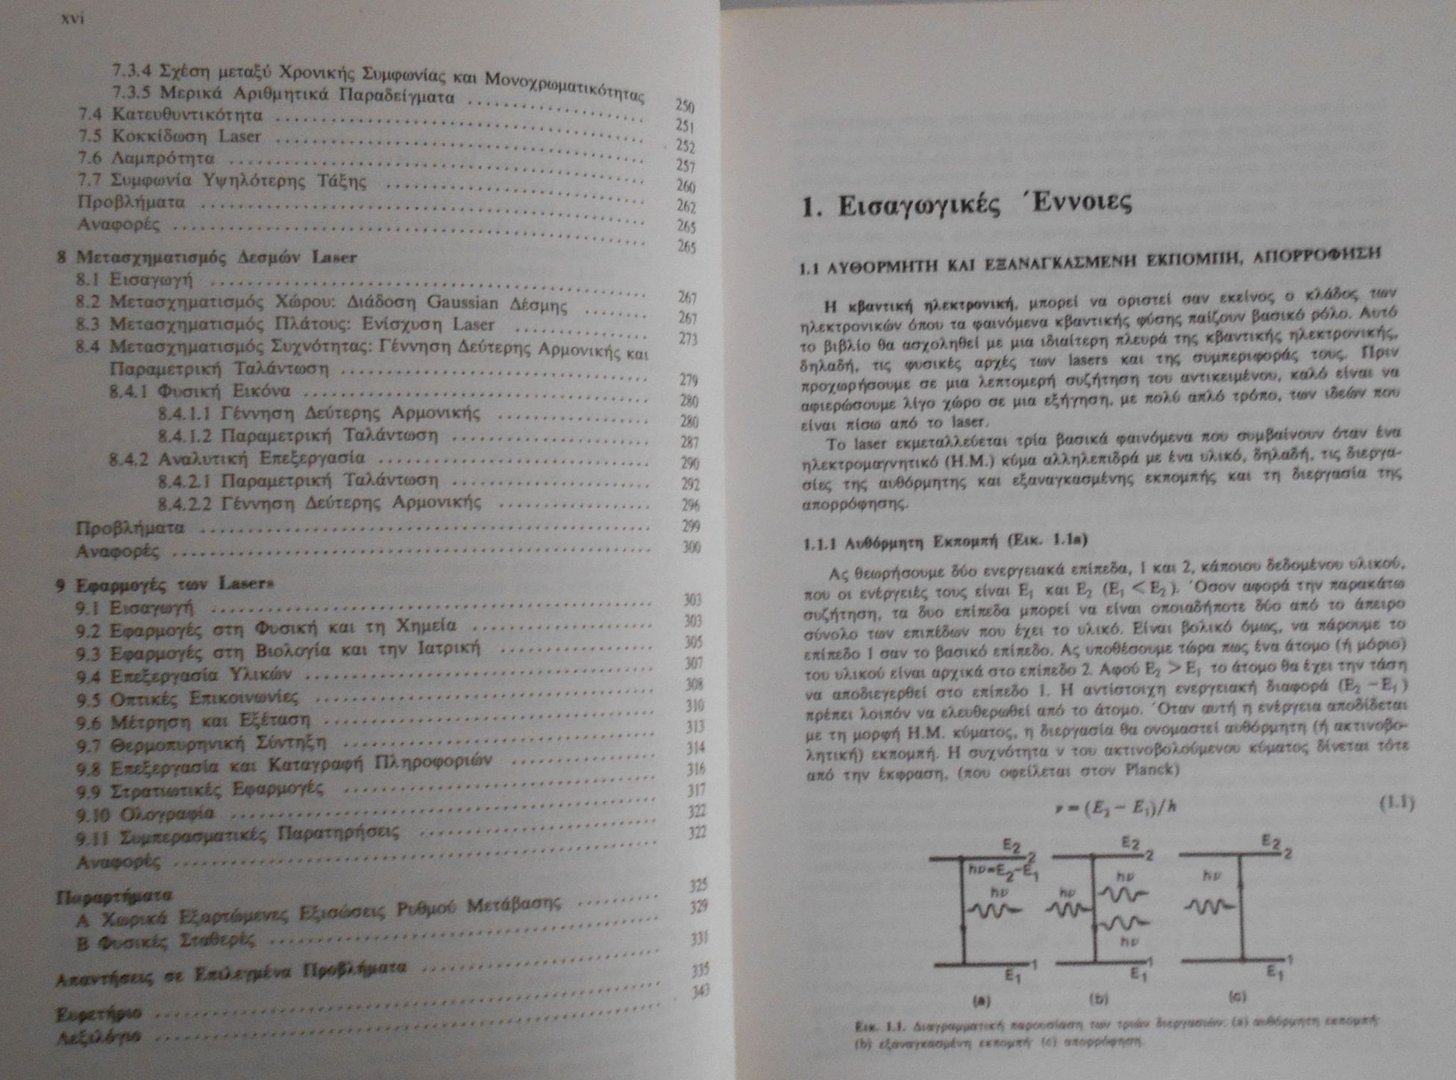 xvi
7.3.4 Σχέση μεταξύ Χρονικής Συμφωνίας και Μονοχρωματικότητας 250
7.3.5 Μερικά Αριθμητικά Παραδείγματα 251
7.4 Κατευθυντικότητα 252
7.5 Κοκκίδωση Laser 257
7.6 Λαμπρότητα 260
7.7 Συμφωνία Υψηλότερης Τάξης 262
Προβλήματα 265
Αναφορές 265
8 Μετασχηματισμός Δεσμών Laser
8.1 Εισαγωγή 267
8.2 Μετασχηματισμός Χώρου: Διάδοση Gaussian Δέσμης 267
8.3 Μετασχηματισμός Πλάτους: Ενίσχυση Laser 273
8.4 Μετασχηματισμός Συχνότητας: Γέννηση Δεύτερης Αρμονικής και
Παραμετρική Ταλάντωση 279
8.4.1 Φυσική Εικόνα 280
8.4.1.1 Γέννηση Δεύτερης Αρμονικής 280
8.4.1.2 Παραμετρική Ταλάντωση 287
8.4.2 Αναλυτική Επεξεργασία 290
8.4.2.1 Παραμετρική Ταλάντωση 292
8.4.2.2 Γέννηση Δεύτερης Αρμονικής 296
Προβλήματα 299
Αναφορές 300
9 Εφαρμογές των Lasers
9.1 Εισαγωγή 303
9.2 Εφαρμογές στη Φυσική και τη Χημεία 303
9.3 Εφαρμογές στη Βιολογία και την Ιατρική 305
9.4 Επεξεργασία Υλικών 307
9.5 Οπτικές Επικοινωνίες 308
9.6 Μέτρηση και Εξέταση 310
9.7 Θερμοπυρηνική Σύντηξη 313
9.8 Επεξεργασία και Καταγραφή Πληροφοριών 314
9.9 Στρατιωτικές Εφαρμογές 316
9.10 Ολογραφία 317
9.11 Συμπερασματικές Παρατηρήσεις 322
Αναφορές 322
Παραρτήματα
Α Χωρικά Εξαρτώμενες Εξισώσεις Ρυθμού Μετάβασης 325
Β Φυσικές Σταθερές 329
Απαντήσεις σε Επιλεγμένα Προβλήματα 331
Ευρετήριο 335
Λεξιλόγιο 343
1. Εισαγωγικές Έννοιες
1.1 ΑΥΘΟΡΜΗΤΗ ΚΑΙ ΕΞΑΝΑΓΚΑΣΜΕΝΗ ΕΚΠΟΜΠΗ, ΑΠΟΡΡΟΦΗΣΗ
Η κβαντική ηλεκτρονική, μπορεί να οριστεί σαν εκείνος ο κλάδος των
ηλεκτρονικών όπου τα φαινόμενα κβαντικής φύσης παίζουν βασικό ρόλο. Αυτό
το βιβλίο θα ασχοληθεί με μια ιδιαίτερη πλευρά της κβαντικής ηλεκτρονικής,
δηλαδή, τις φυσικές αρχές των lasers και της συμπεριφοράς τους. Πριν
προχωρήσουμε σε μια λεπτομερή συζήτηση του αντικειμένου, καλό είναι να
αφιερώσουμε λίγο χώρο σε μια εξήγηση, με πολύ απλό τρόπο, των ιδεών που
είναι πίσω από το laser.
Το laser εκμεταλλεύεται τρία βασικά φαινόμενα που συμβαίνουν όταν ένα
ηλεκτρομαγνητικό (Η.Μ.) κύμα αλληλεπιδρά με ένα υλικό, δηλαδή, τις διεργα-
σίες της αυθόρμητης και εξαναγκασμένης εκπομπής και τη διεργασία της
απορρόφησης.
1.1.1 Αυθόρμητη Εκπομπή (Εικ. 1.1a)
Ας θεωρήσουμε δύο ενεργειακά επίπεδα, 1 και 2, κάποιου δεδομένου υλικού,
που οι ενέργειές τους είναι E₁ και E₂ (E₁ < E₂). Όσον αφορά την παρακάτω
συζήτηση, τα δυο επίπεδα μπορεί να είναι οποιαδήποτε δύο από το άπειρο
σύνολο των επιπέδων που έχει το υλικό. Είναι βολικό όμως, να πάρουμε το
επίπεδο 1 σαν το βασικό επίπεδο. Ας υποθέσουμε τώρα πως ένα άτομο (ή μόριο)
του υλικού είναι αρχικά στο επίπεδο 2. Αφού E₂ > E₁ το άτομο θα έχει την τάση
να αποδιεγερθεί στο επίπεδο 1. Η αντίστοιχη ενεργειακή διαφορά (E₂ − E₁)
πρέπει λοιπόν να ελευθερωθεί από το άτομο. Όταν αυτή η ενέργεια αποδίδεται
με τη μορφή Η.Μ. κύματος, η διεργασία θα ονομαστεί αυθόρμητη (ή ακτινοβο-
λητική) εκπομπή. Η συχνότητα ν του ακτινοβολούμενου κύματος δίνεται τότε
από την έκφραση, (που οφείλεται στον Planck)
ν = (E₂ − E₁)/h (1.1)
E₂ 2 E₂ 2 E₂ 2
hν=E₂−E₁
hν hν hν hν
hν
E₁ 1 E₁ 1 E₁ 1
(a) (b) (c)
Εικ. 1.1. Διαγραμματική παρουσίαση των τριών διεργασιών: (a) αυθόρμητη εκπομπή·
(b) εξαναγκασμένη εκπομπή· (c) απορρόφηση.